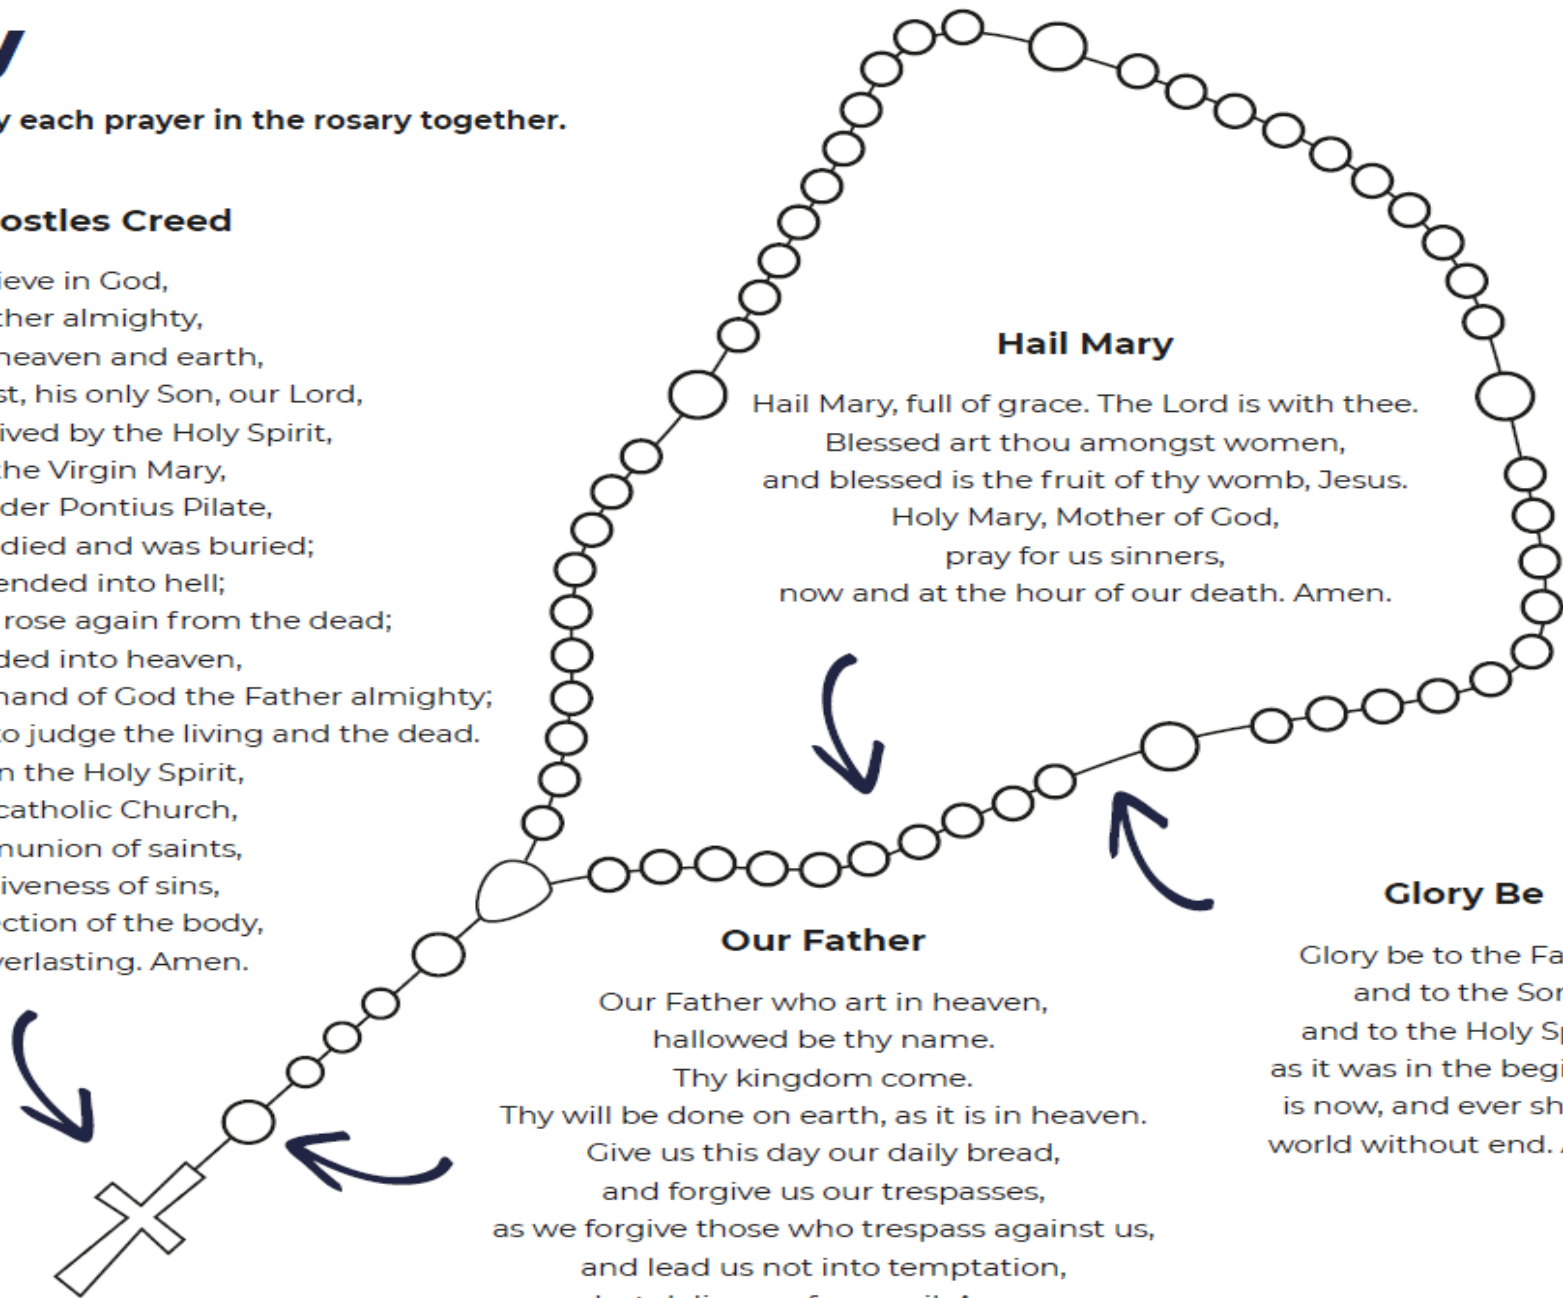 y
y each prayer in the rosary together.
ostles Creed
ieve in God,
ther almighty,
heaven and earth,
st, his only Son, our Lord,
ived by the Holy Spirit,
the Virgin Mary,
der Pontius Pilate,
died and was buried;
ended into hell;
rose again from the dead;
ded into heaven,
hand of God the Father almighty;
to judge the living and the dead.
n the Holy Spirit,
catholic Church,
munion of saints,
iveness of sins,
ection of the body,
verlasting. Amen.
Hail Mary
Hail Mary, full of grace. The Lord is with thee.
Blessed art thou amongst women,
and blessed is the fruit of thy womb, Jesus.
Holy Mary, Mother of God,
pray for us sinners,
now and at the hour of our death. Amen.
Our Father
Our Father who art in heaven,
hallowed be thy name.
Thy kingdom come.
Thy will be done on earth, as it is in heaven.
Give us this day our daily bread,
and forgive us our trespasses,
as we forgive those who trespass against us,
and lead us not into temptation,
Glory Be
Glory be to the Fa
and to the Son
and to the Holy Sp
as it was in the begi
is now, and ever sh
world without end.